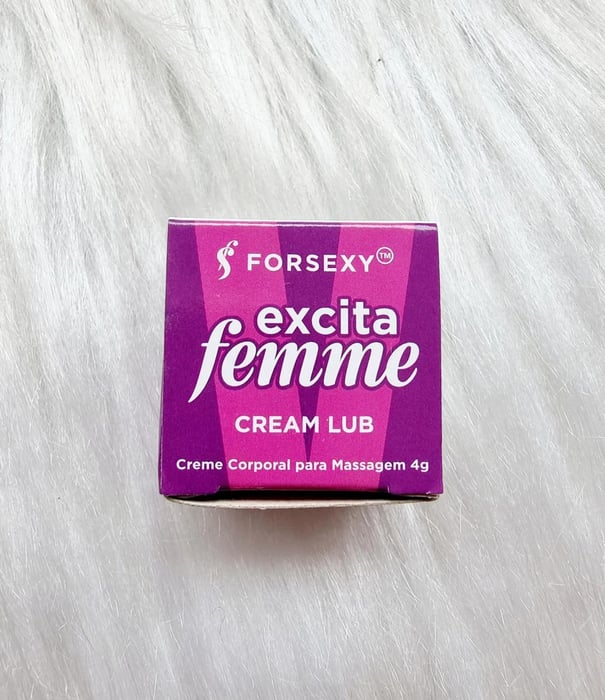 FORSEXY™
excita
femme
CREAM LUB
Creme Corporal para Massagem 4g